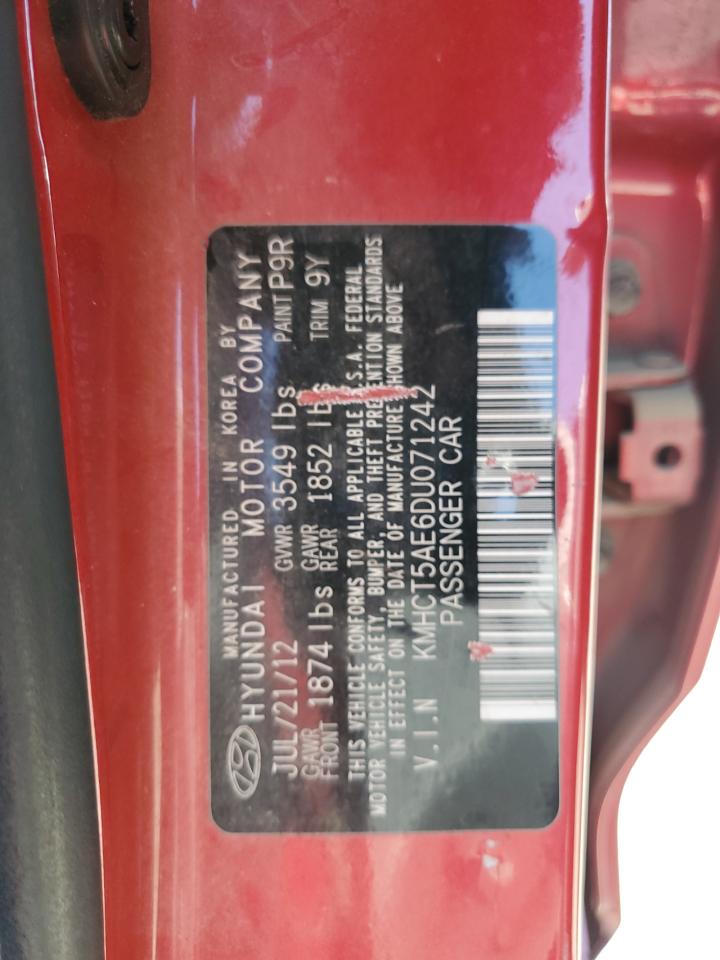 MANUFACTURED IN KOREA BY
HYUNDAI MOTOR COMPANY
JUL/21/12 GVWR 3549 lbs PAINT P9R
GAWR FRONT 1874 lbs GAWR REAR 1852 lbs TRIM 9Y
THIS VEHICLE CONFORMS TO ALL APPLICABLE U.S.A. FEDERAL
MOTOR VEHICLE SAFETY, BUMPER, AND THEFT PREVENTION STANDARDS
IN EFFECT ON THE DATE OF MANUFACTURE SHOWN ABOVE
V.I.N KMHCT5AE6DU071242
PASSENGER CAR